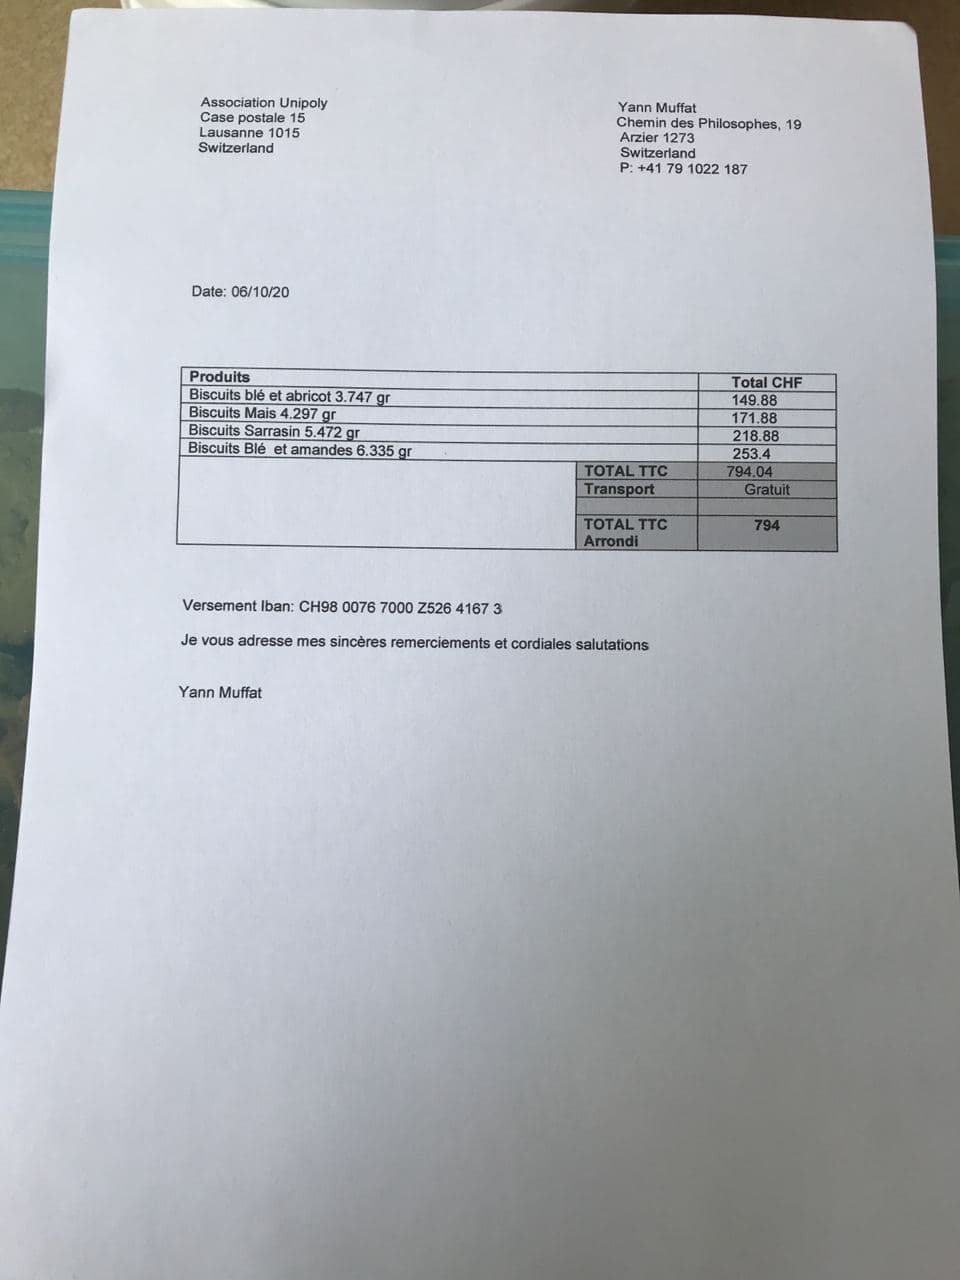 Association Unipoly
Case postale 15
Lausanne 1015
Switzerland
Yann Muffat
Chemin des Philosophes, 19
Arzier 1273
Switzerland
P: +41 79 1022 187
Date: 06/10/20
Produits Total CHF
Biscuits blé et abricot 3.747 gr 149.88
Biscuits Mais 4.297 gr 171.88
Biscuits Sarrasin 5.472 gr 218.88
Biscuits Blé et amandes 6.335 gr 253.4
TOTAL TTC 794.04
Transport Gratuit
TOTAL TTC 794
Arrondi
Versement Iban: CH98 0076 7000 Z526 4167 3
Je vous adresse mes sincères remerciements et cordiales salutations
Yann Muffat